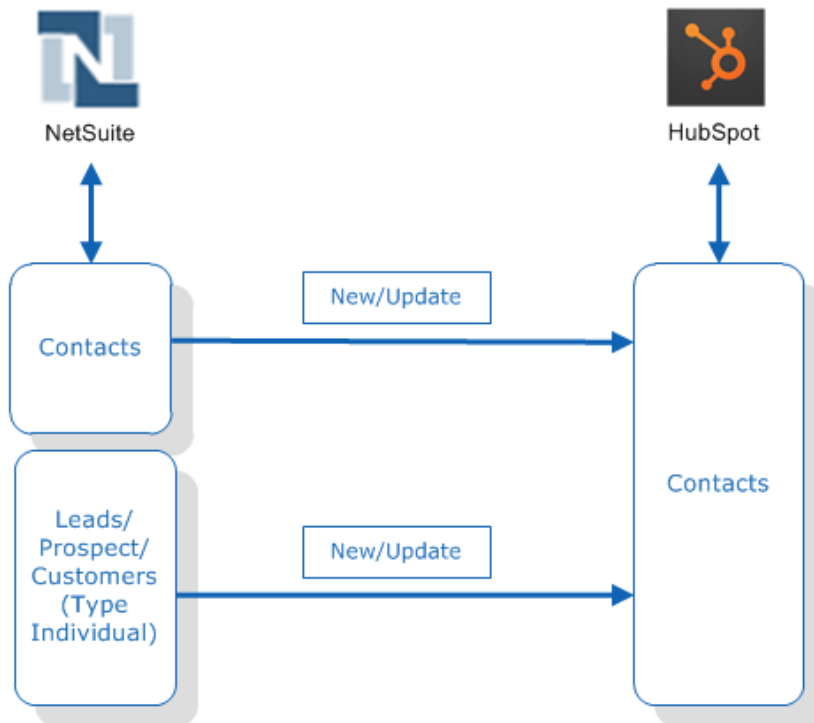 NetSuite
HubSpot
New/Update
Contacts
Contacts
Leads/
Prospect/
Customers
(Type
Individual)
New/Update